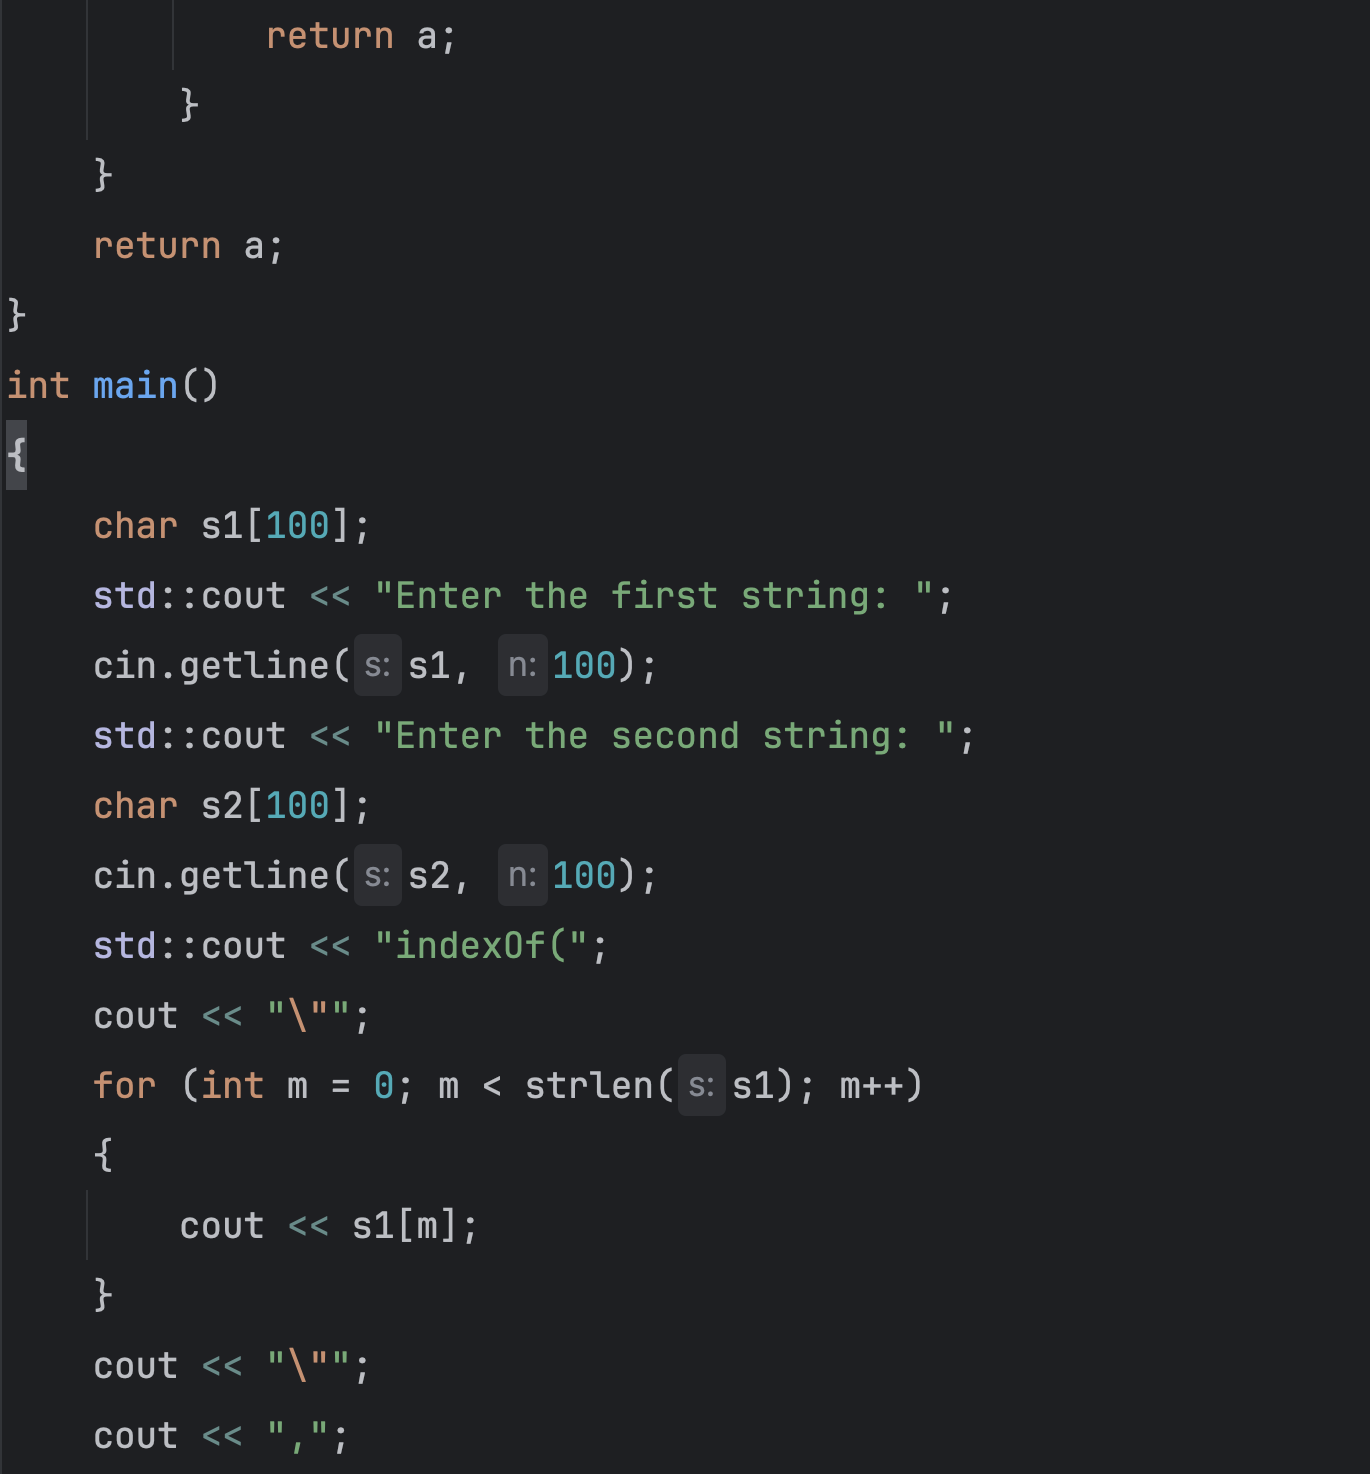 return a;
        }
    }
    return a;
}
int main()
{
    char s1[100];
    std::cout << "Enter the first string: ";
    cin.getline( s: s1, n: 100);
    std::cout << "Enter the second string: ";
    char s2[100];
    cin.getline( s: s2, n: 100);
    std::cout << "indexOf(";
    cout << "\"";
    for (int m = 0; m < strlen( s: s1); m++)
    {
        cout << s1[m];
    }
    cout << "\"";
    cout << ",";